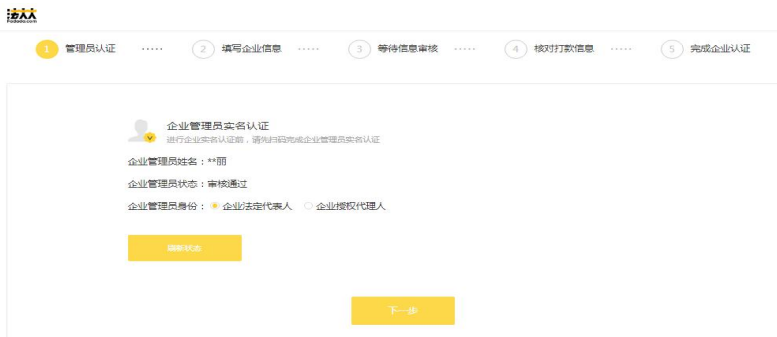 法大大
Fadada.com
1 管理员认证 ····· 2 填写企业信息 ····· 3 等待信息审核 ····· 4 核对打款信息 ····· 5 完成企业认证
企业管理员实名认证
进行企业实名认证前，请先扫码完成企业管理员实名认证
企业管理员姓名：**丽
企业管理员状态：审核通过
企业管理员身份： 企业法定代表人 企业授权代理人
刷新状态
下一步